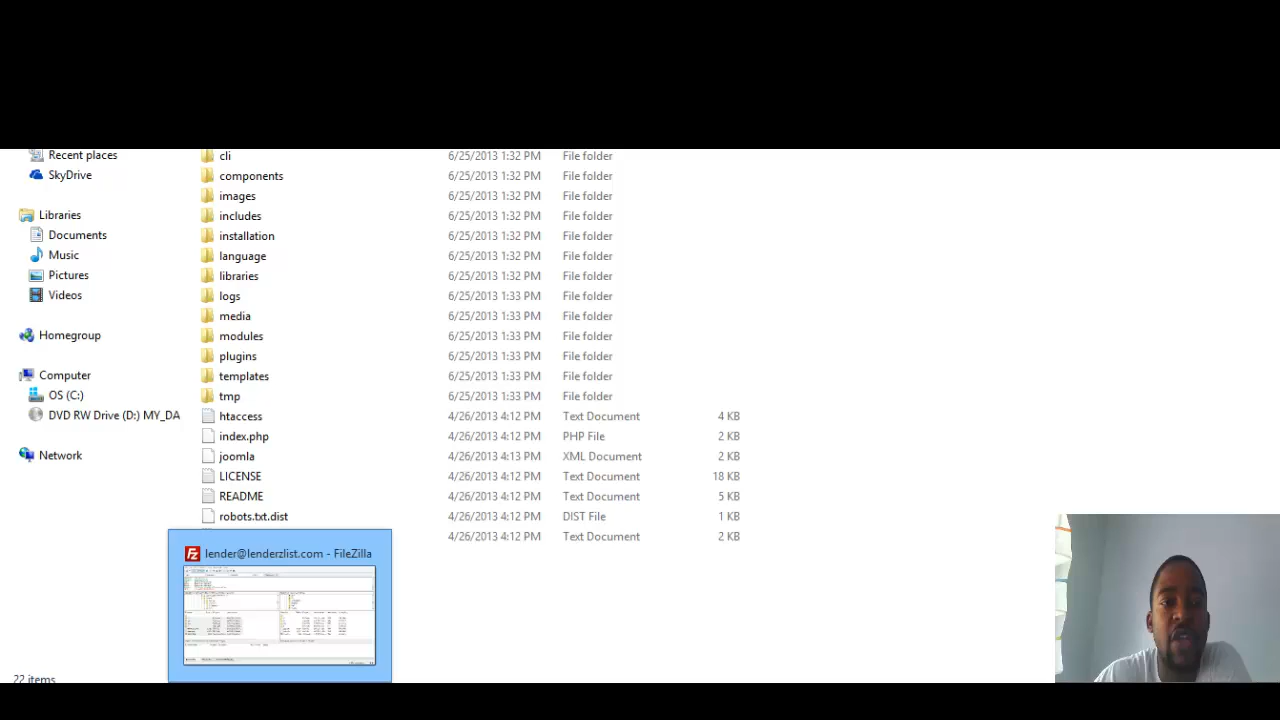 Recent places
SkyDrive
Libraries
Documents
Music
Pictures
Videos
Homegroup
Computer
OS (C:)
DVD RW Drive (D:) MY_DA
Network
cli 6/25/2013 1:32 PM File folder
components 6/25/2013 1:32 PM File folder
images 6/25/2013 1:32 PM File folder
includes 6/25/2013 1:32 PM File folder
installation 6/25/2013 1:32 PM File folder
language 6/25/2013 1:32 PM File folder
libraries 6/25/2013 1:32 PM File folder
logs 6/25/2013 1:33 PM File folder
media 6/25/2013 1:33 PM File folder
modules 6/25/2013 1:33 PM File folder
plugins 6/25/2013 1:33 PM File folder
templates 6/25/2013 1:33 PM File folder
tmp 6/25/2013 1:33 PM File folder
htaccess 4/26/2013 4:12 PM Text Document 4 KB
index.php 4/26/2013 4:12 PM PHP File 2 KB
joomla 4/26/2013 4:13 PM XML Document 2 KB
LICENSE 4/26/2013 4:12 PM Text Document 18 KB
README 4/26/2013 4:12 PM Text Document 5 KB
robots.txt.dist 4/26/2013 4:12 PM DIST File 1 KB
4/26/2013 4:12 PM Text Document 2 KB
Fz lender@lenderzlist.com - FileZilla
22 items